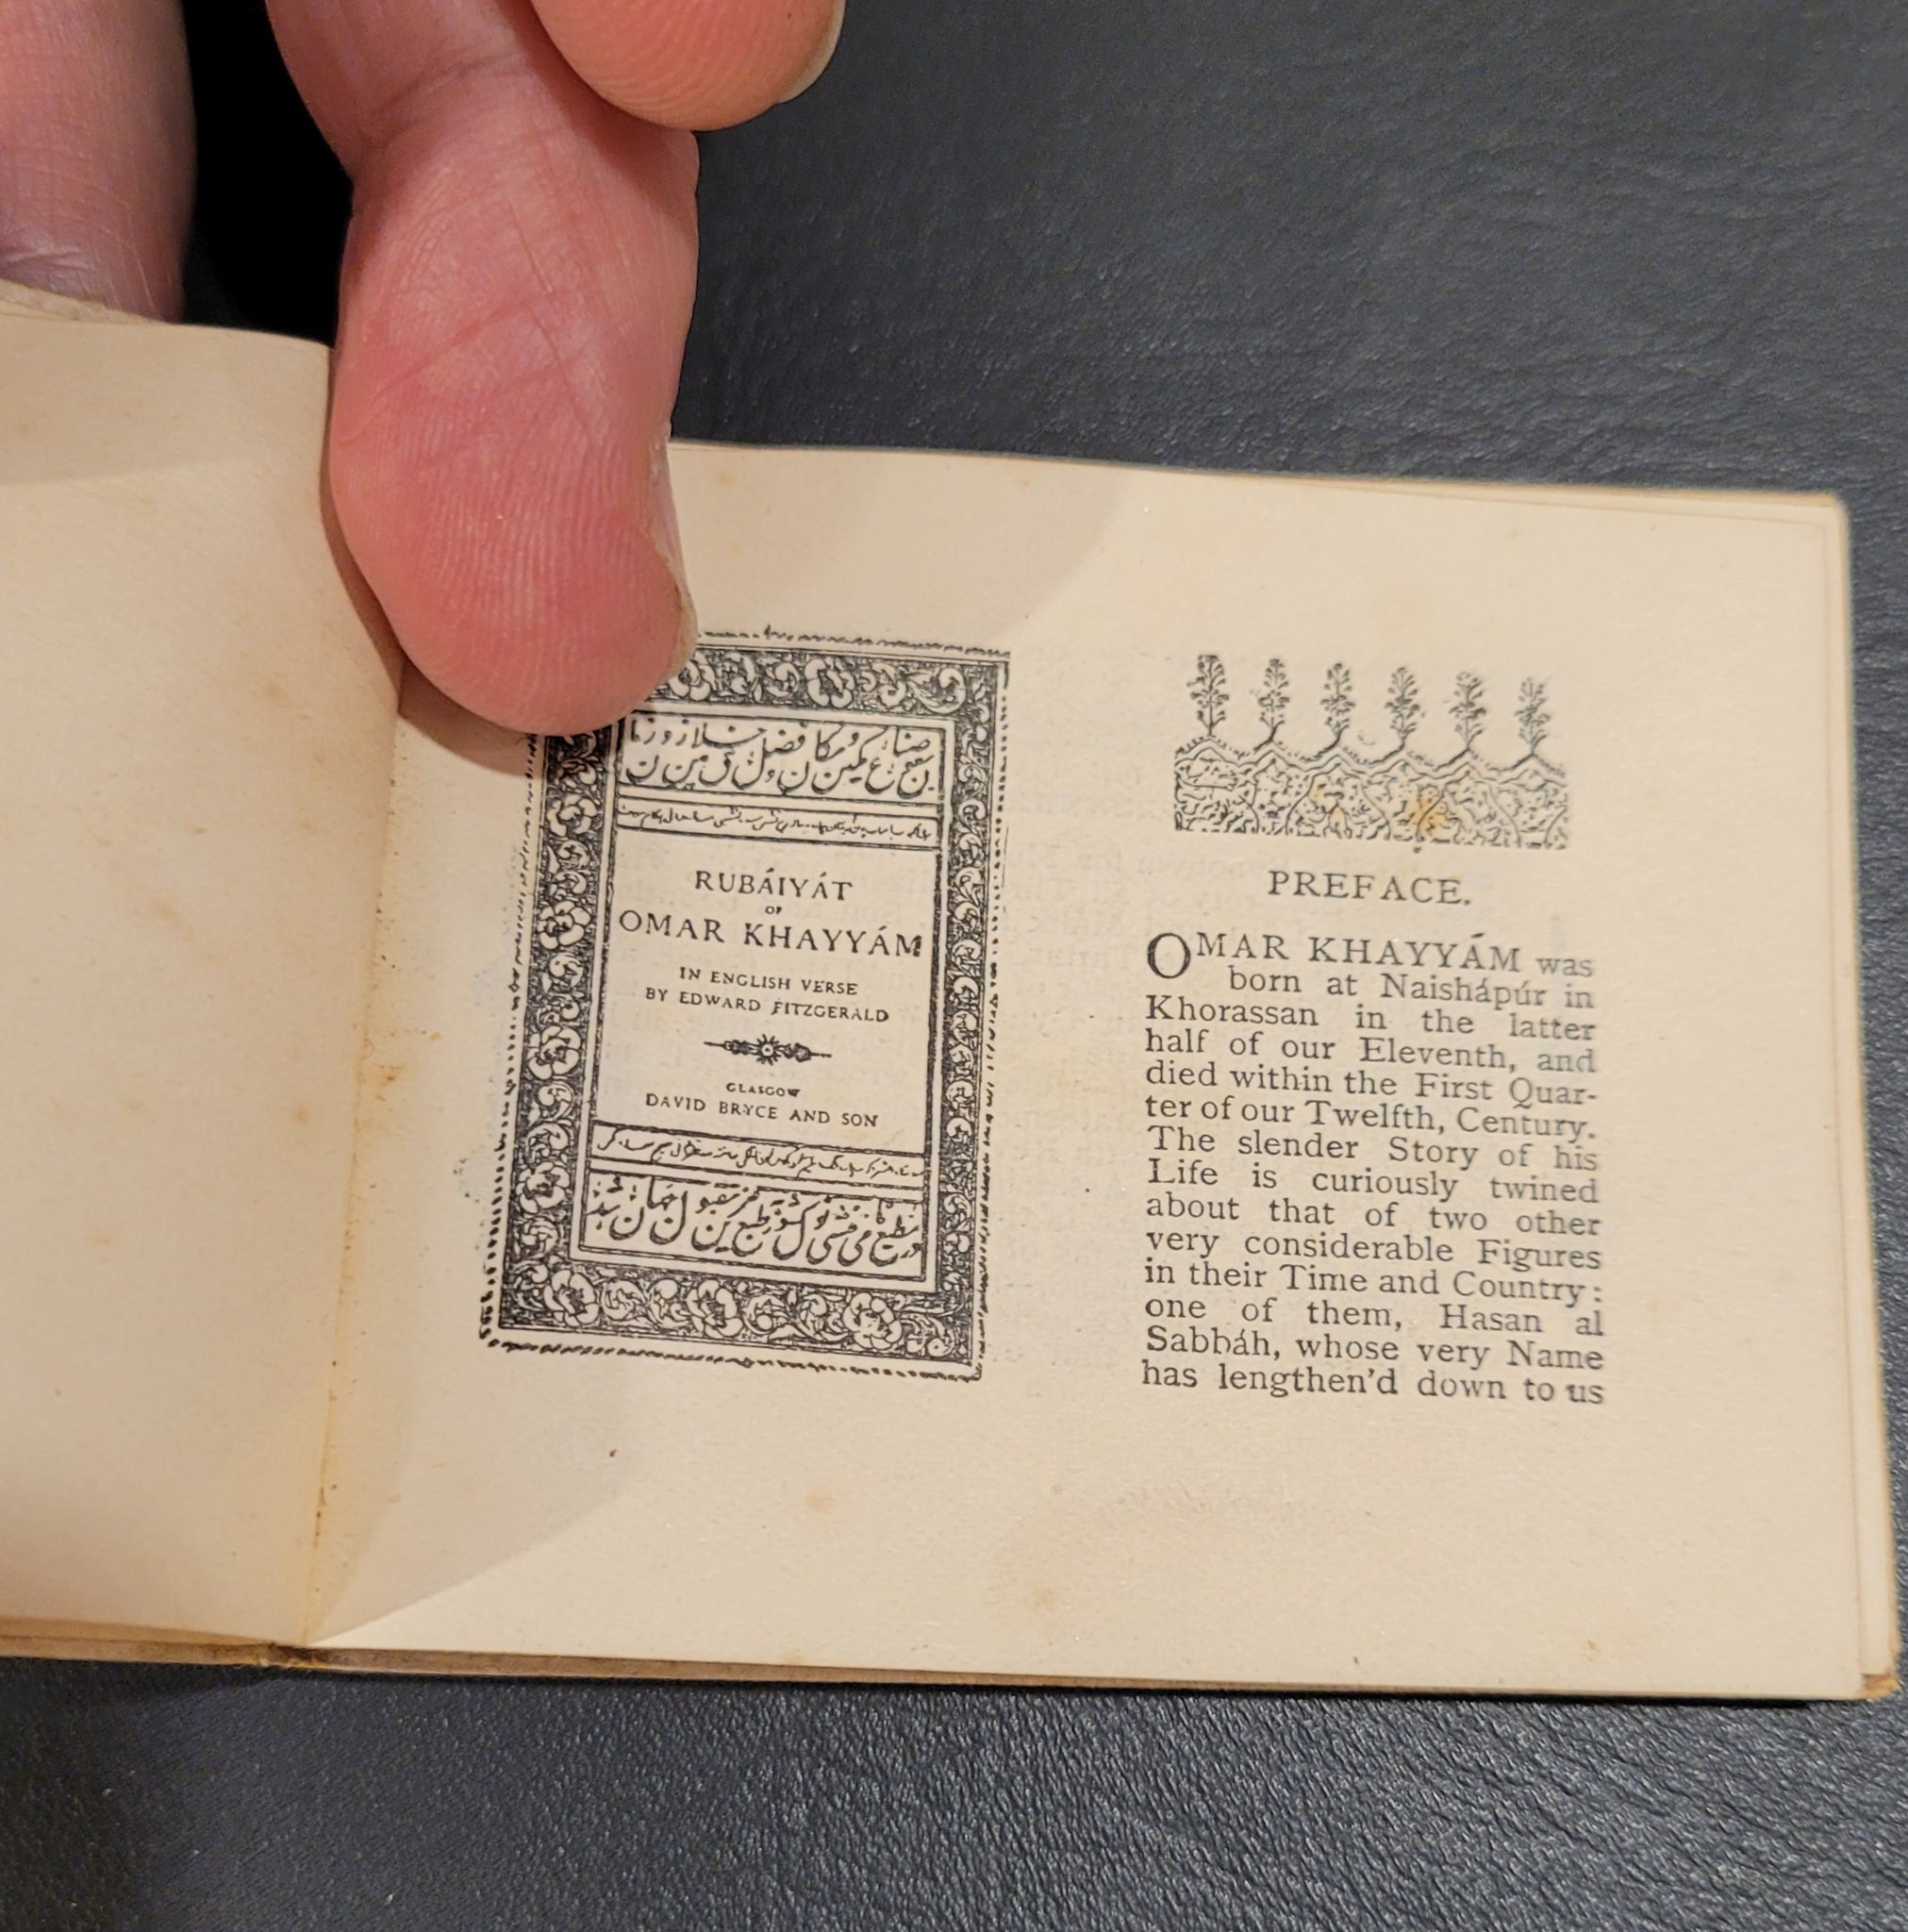 RUBÁIYÁT
OF
OMAR KHAYYÁM
IN ENGLISH VERSE
BY EDWARD FITZGERALD
GLASGOW
DAVID BRYCE AND SON
PREFACE.
OMAR KHAYYÁM was
born at Naishápúr in
Khorassan in the latter
half of our Eleventh, and
died within the First Quar-
ter of our Twelfth, Century.
The slender Story of his
Life is curiously twined
about that of two other
very considerable Figures
in their Time and Country:
one of them, Hasan al
Sabbáh, whose very Name
has lengthen'd down to us